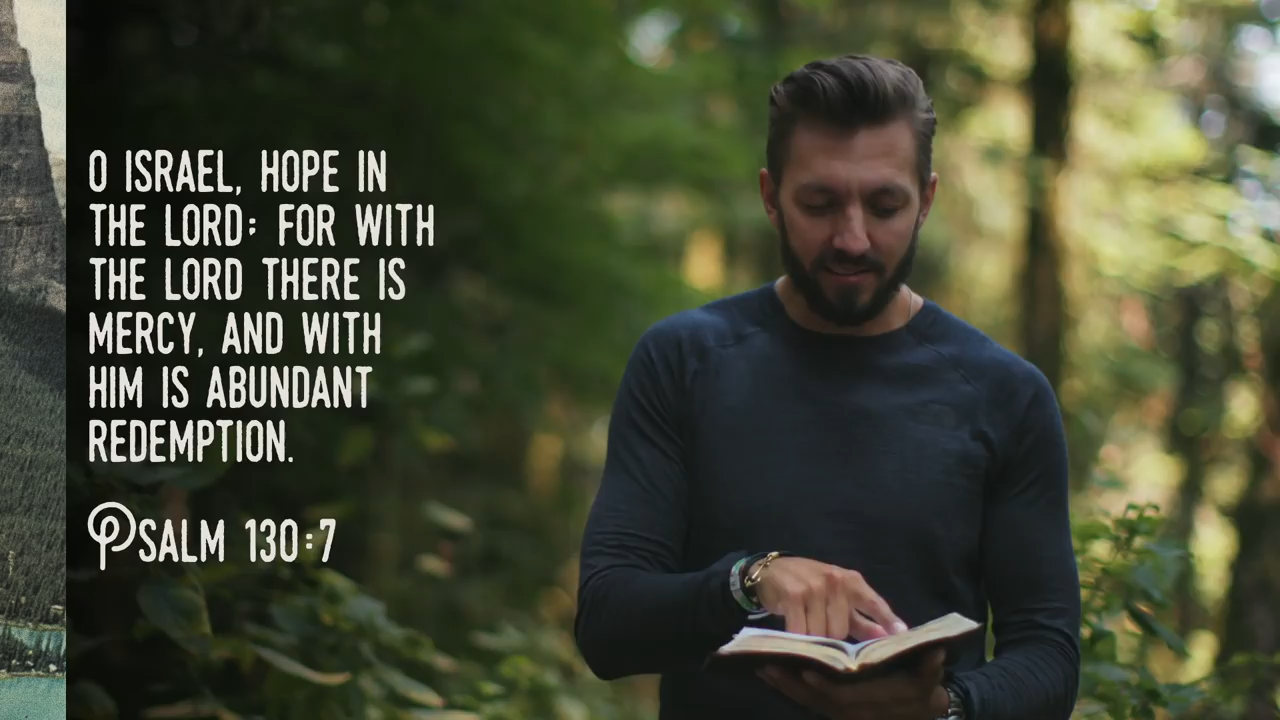 O ISRAEL, HOPE IN
THE LORD: FOR WITH
THE LORD THERE IS
MERCY, AND WITH
HIM IS ABUNDANT
REDEMPTION.
PSALM 130:7